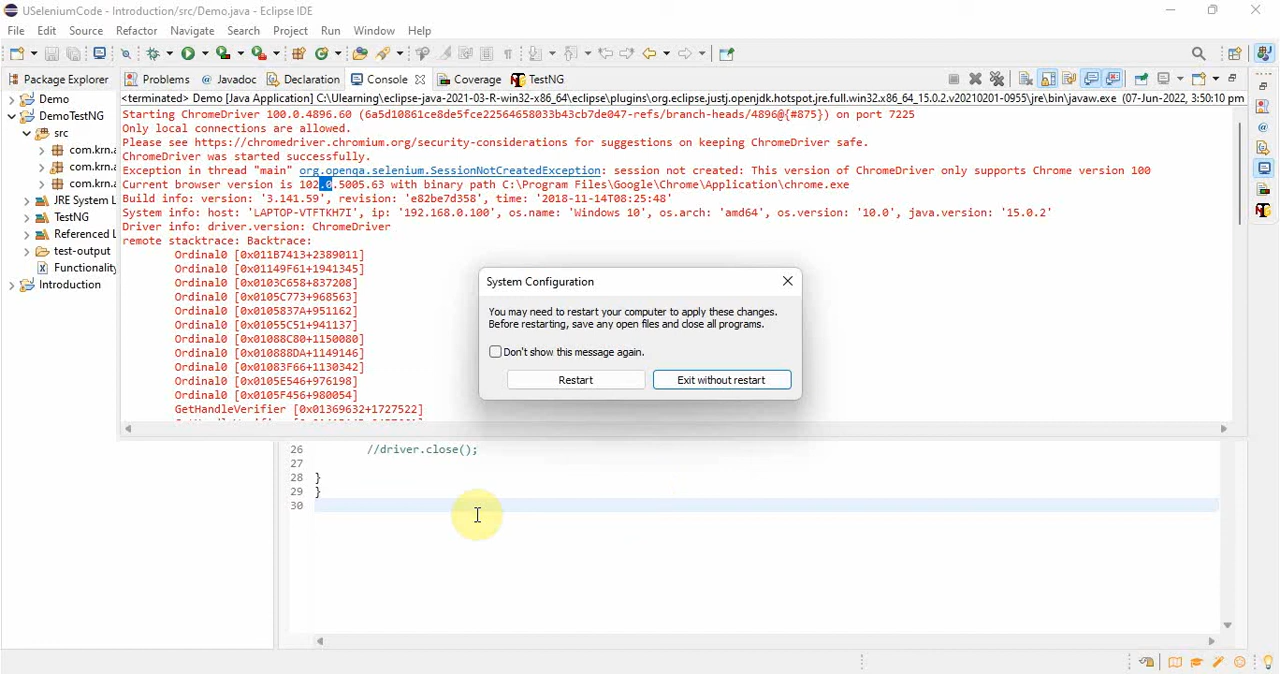 USeleniumCode - Introduction/src/Demo.java - Eclipse IDE
File Edit Source Refactor Navigate Search Project Run Window Help
Package Explorer
Problems Javadoc Declaration Console Coverage TestNG
<terminated> Demo [Java Application] C:\Ulearning\eclipse-java-2021-03-R-win32-x86_64\eclipse\plugins\org.eclipse.justj.openjdk.hotspot.jre.full.win32.x86_64_15.0.2.v20210201-0955\jre\bin\javaw.exe (07-Jun-2022, 3:50:10 pm
Demo
DemoTestNG
src
com.krn.a
com.krn.
com.krn.a
JRE System L
TestNG
Referenced L
test-output
Functionality
Introduction
Starting ChromeDriver 100.0.4896.60 (6a5d10861ce8de5fce22564658033b43cb7de047-refs/branch-heads/4896@{#875}) on port 7225
Only local connections are allowed.
Please see https://chromedriver.chromium.org/security-considerations for suggestions on keeping ChromeDriver safe.
ChromeDriver was started successfully.
Exception in thread "main" org.openqa.selenium.SessionNotCreatedException: session not created: This version of ChromeDriver only supports Chrome version 100
Current browser version is 102.0.5005.63 with binary path C:\Program Files\Google\Chrome\Application\chrome.exe
Build info: version: '3.141.59', revision: 'e82be7d358', time: '2018-11-14T08:25:48'
System info: host: 'LAPTOP-VTFTKH7I', ip: '192.168.0.100', os.name: 'Windows 10', os.arch: 'amd64', os.version: '10.0', java.version: '15.0.2'
Driver info: driver.version: ChromeDriver
remote stacktrace: Backtrace:
Ordinal0 [0x011B7413+2389011]
Ordinal0 [0x01149F61+1941345]
Ordinal0 [0x0103C658+837208]
Ordinal0 [0x0105C773+968563]
Ordinal0 [0x0105837A+951162]
Ordinal0 [0x01055C51+941137]
Ordinal0 [0x01088C80+1150080]
Ordinal0 [0x010888DA+1149146]
Ordinal0 [0x01083F66+1130342]
Ordinal0 [0x0105E546+976198]
Ordinal0 [0x0105F456+980054]
GetHandleVerifier [0x01369632+1727522]
System Configuration
You may need to restart your computer to apply these changes.
Before restarting, save any open files and close all programs.
Don't show this message again.
Restart Exit without restart
26 //driver.close();
27
28 }
29 }
30